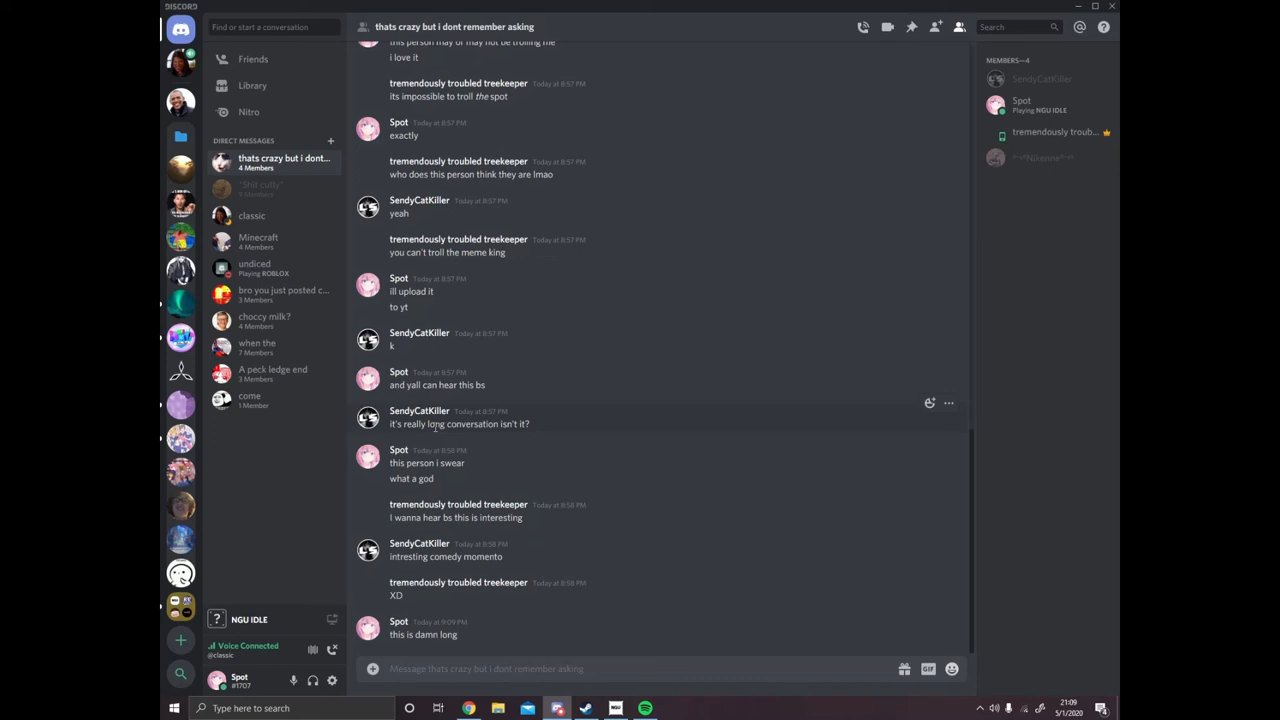 DISCORD
Find or start a conversation
thats crazy but i dont remember asking
Search
Friends
Library
Nitro
DIRECT MESSAGES
thats crazy but i dont...
4 Members
"Shit cully"
9 Members
classic
Minecraft
4 Members
undiced
Playing ROBLOX
bro you just posted c...
3 Members
choccy milk?
4 Members
when the
7 Members
A peck ledge end
3 Members
come
1 Member
NGU IDLE
Voice Connected
@classic
Spot
#1707
this person may or may not be trolling me
i love it
tremendously troubled treekeeper Today at 8:57 PM
its impossible to troll the spot
Spot Today at 8:57 PM
exactly
tremendously troubled treekeeper Today at 8:57 PM
who does this person think they are lmao
SendyCatKiller Today at 8:57 PM
yeah
tremendously troubled treekeeper Today at 8:57 PM
you can't troll the meme king
Spot Today at 8:57 PM
ill upload it
to yt
SendyCatKiller Today at 8:57 PM
k
Spot Today at 8:57 PM
and yall can hear this bs
SendyCatKiller Today at 8:57 PM
it's really long conversation isn't it?
Spot Today at 8:58 PM
this person i swear
what a god
tremendously troubled treekeeper Today at 8:58 PM
I wanna hear bs this is interesting
SendyCatKiller Today at 8:58 PM
intresting comedy momento
tremendously troubled treekeeper Today at 8:58 PM
XD
Spot Today at 9:09 PM
this is damn long
Message thats crazy but i dont remember asking
GIF
MEMBERS—4
SendyCatKiller
Spot
Playing NGU IDLE
tremendously troub...
Type here to search
NGU
21:09
5/1/2020
4